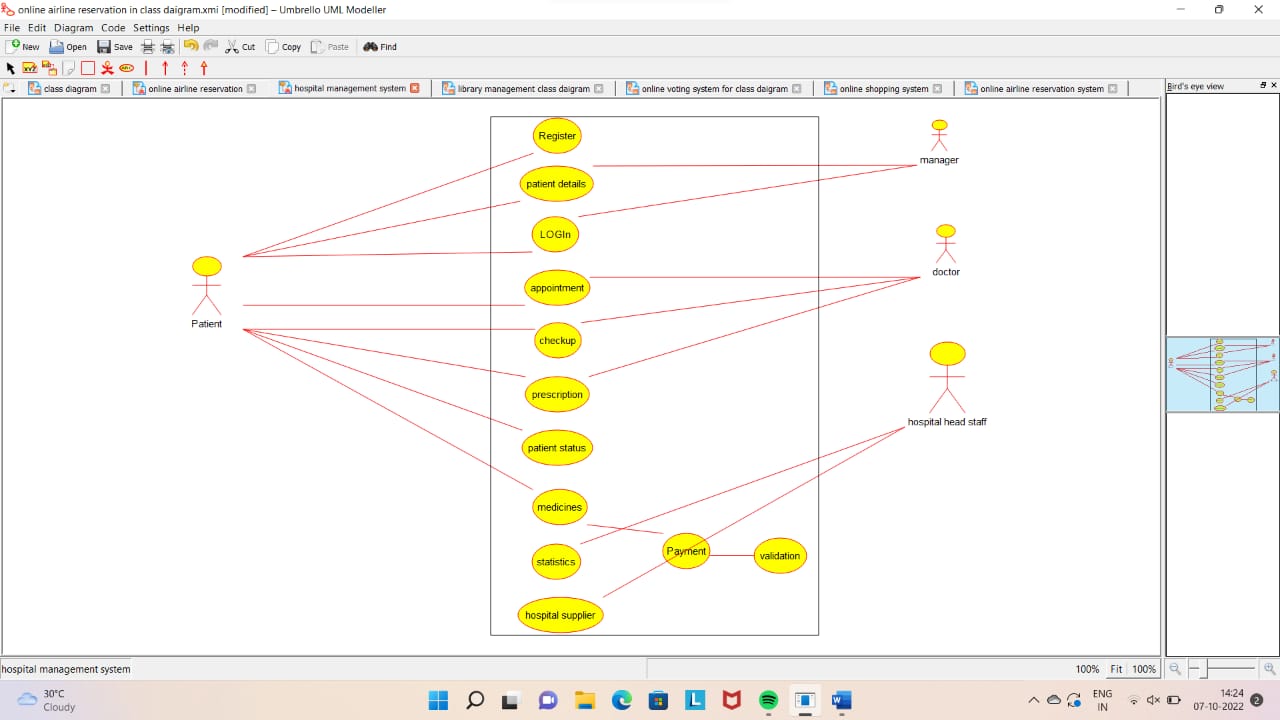 online airline reservation in class daigram.xmi [modified] – Umbrello UML Modeller
File Edit Diagram Code Settings Help
New Open Save Cut Copy Paste Find
class diagram online airline reservation hospital management system library management class daigram online voting system for class daigram online shopping system online airline reservation system
Bird's eye view
Register
manager
patient details
LOGIn
doctor
appointment
Patient
checkup
prescription
hospital head staff
patient status
medicines
Payment
validation
statistics
hospital supplier
hospital management system
100% Fit 100%
30°C
Cloudy
ENG
IN
14:24
07-10-2022
2